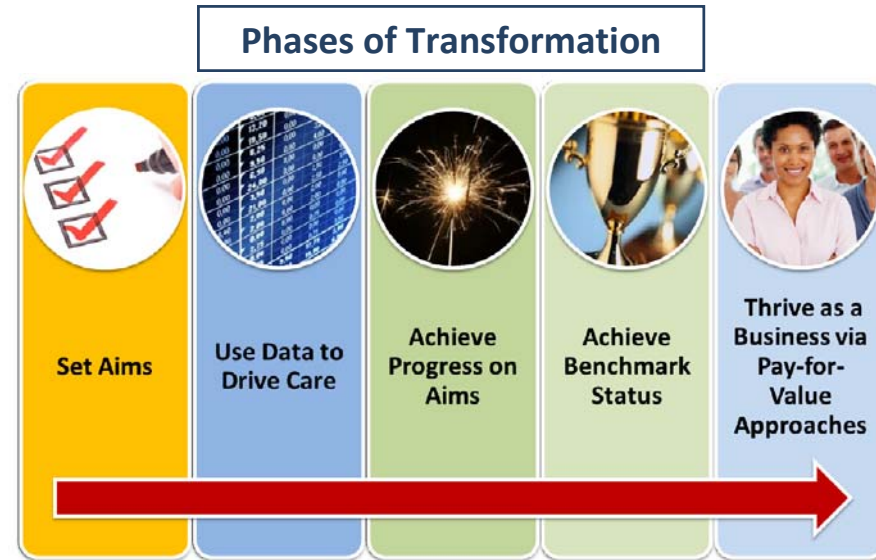 Phases of Transformation
Set Aims
Use Data to
Drive Care
Achieve
Progress on
Aims
Achieve
Benchmark
Status
Thrive as a
Business via
Pay-for-
Value
Approaches